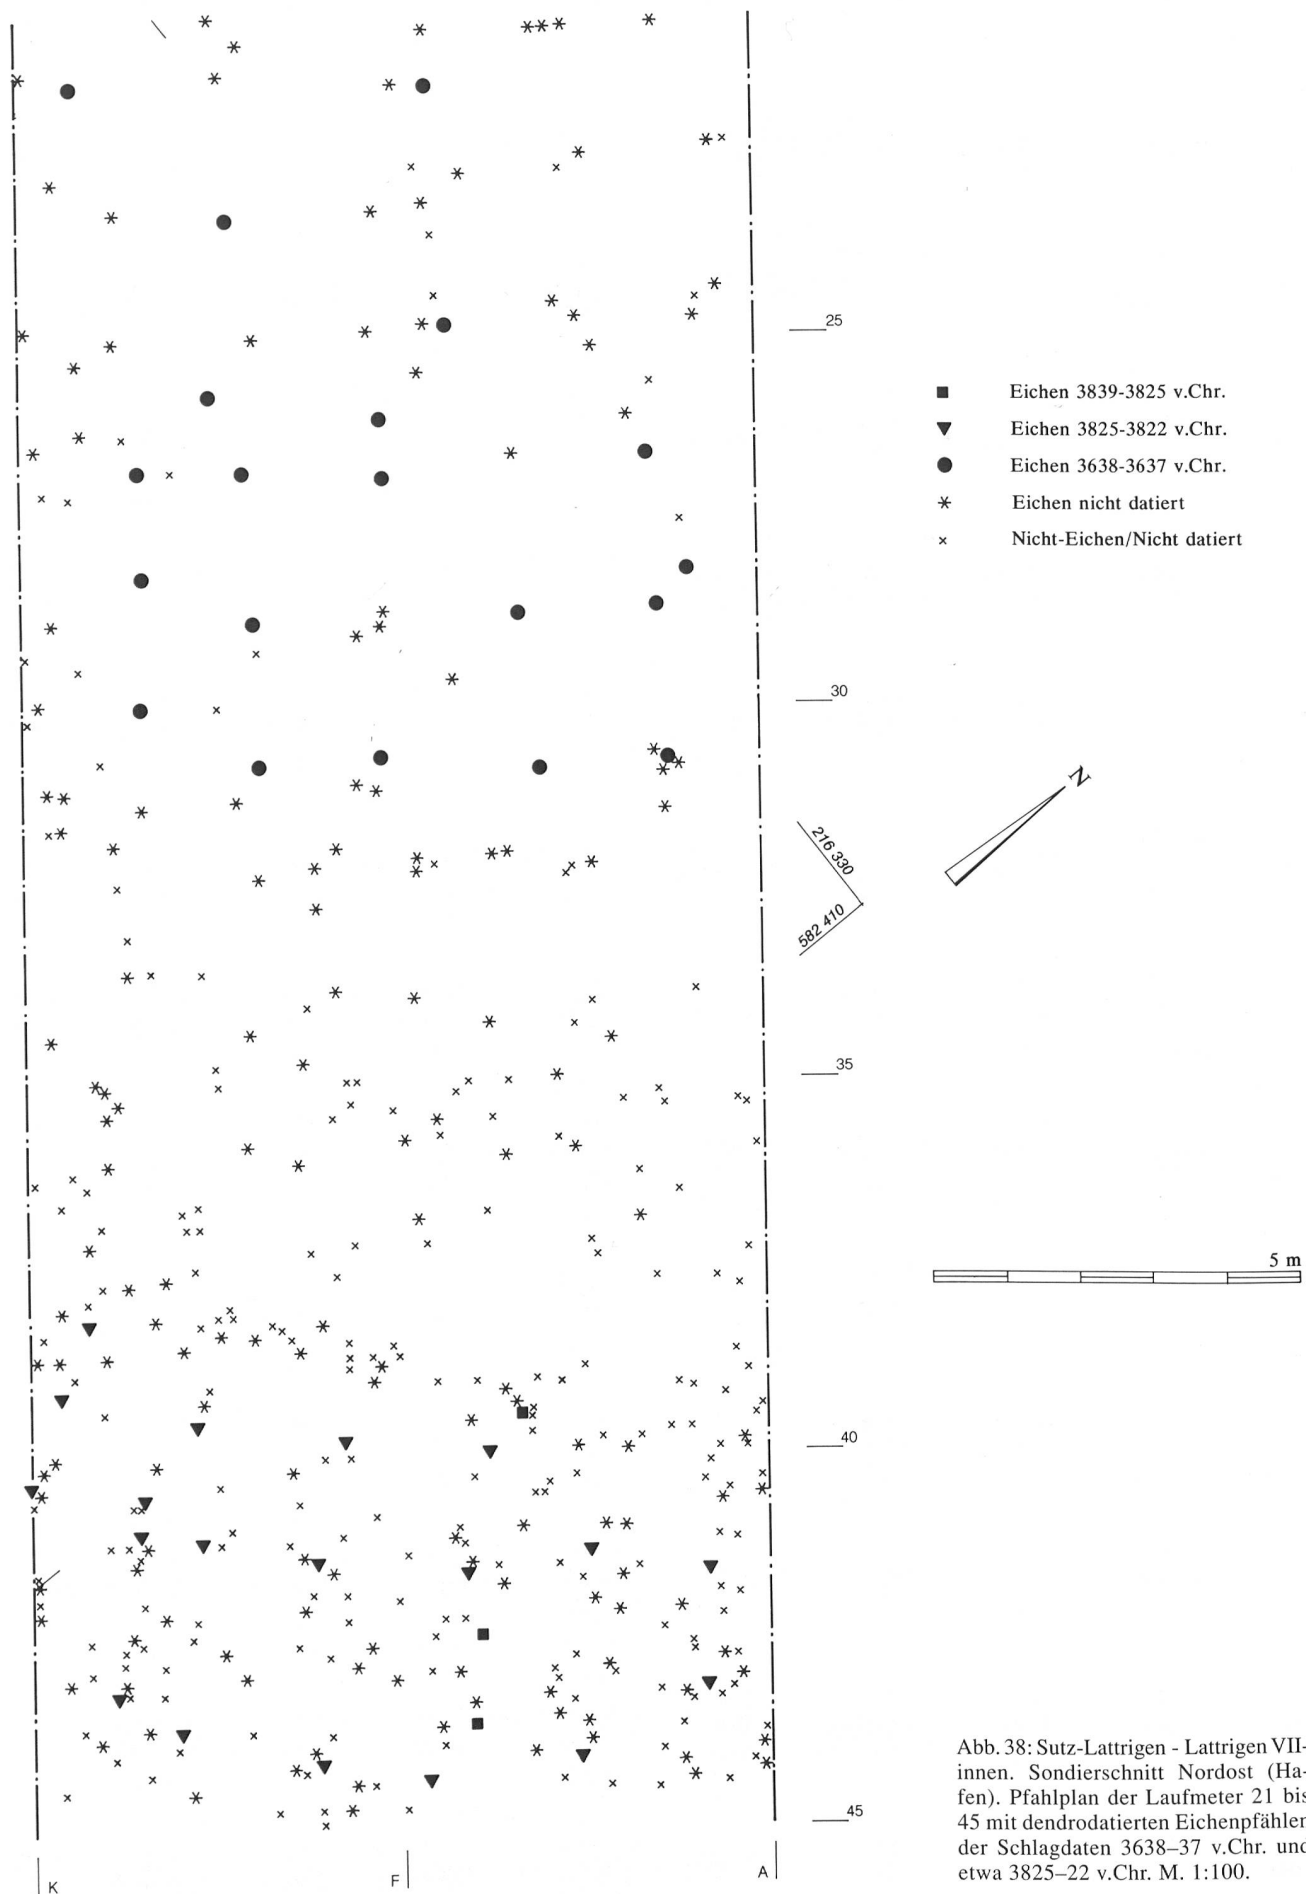 25
■ Eichen 3839-3825 v.Chr.
▼ Eichen 3825-3822 v.Chr.
● Eichen 3638-3637 v.Chr.
✳ Eichen nicht datiert
× Nicht-Eichen/Nicht datiert
30
N
216 330
582 410
35
5 m
40
45
K
F
A
Abb. 38: Sutz-Lattrigen - Lattrigen VII-
innen. Sondierschnitt Nordost (Ha-
fen). Pfahlplan der Laufmeter 21 bis
45 mit dendrodatierten Eichenpfählen
der Schlagdaten 3638–37 v.Chr. und
etwa 3825–22 v.Chr. M. 1:100.